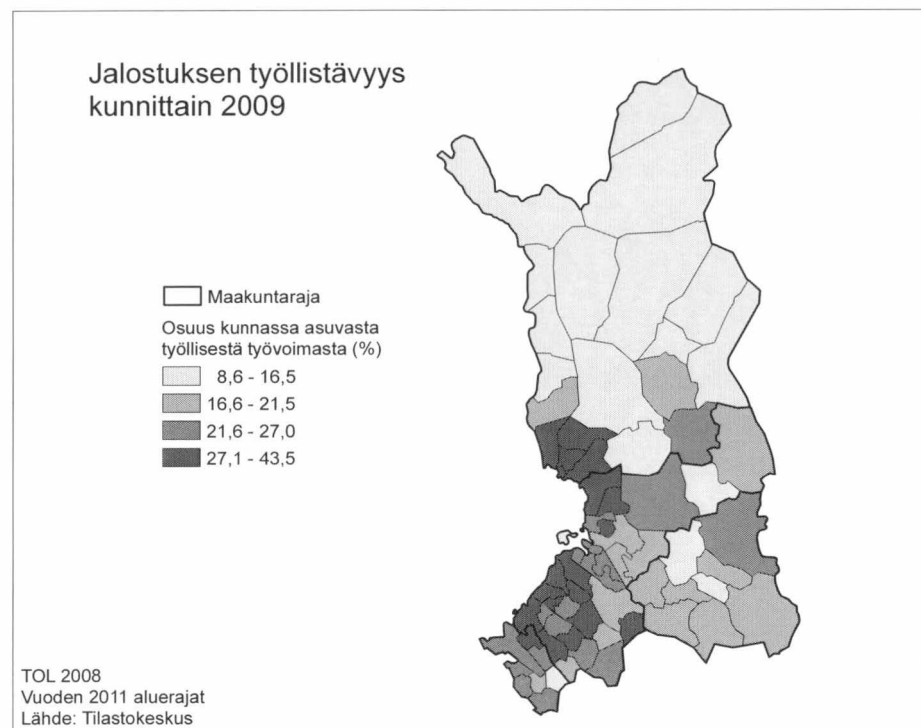 Jalostuksen työllistävyys
kunnittain 2009
Maakuntaraja
Osuus kunnassa asuvasta
työllisestä työvoimasta (%)
8,6 - 16,5
16,6 - 21,5
21,6 - 27,0
27,1 - 43,5
TOL 2008
Vuoden 2011 aluerajat
Lähde: Tilastokeskus